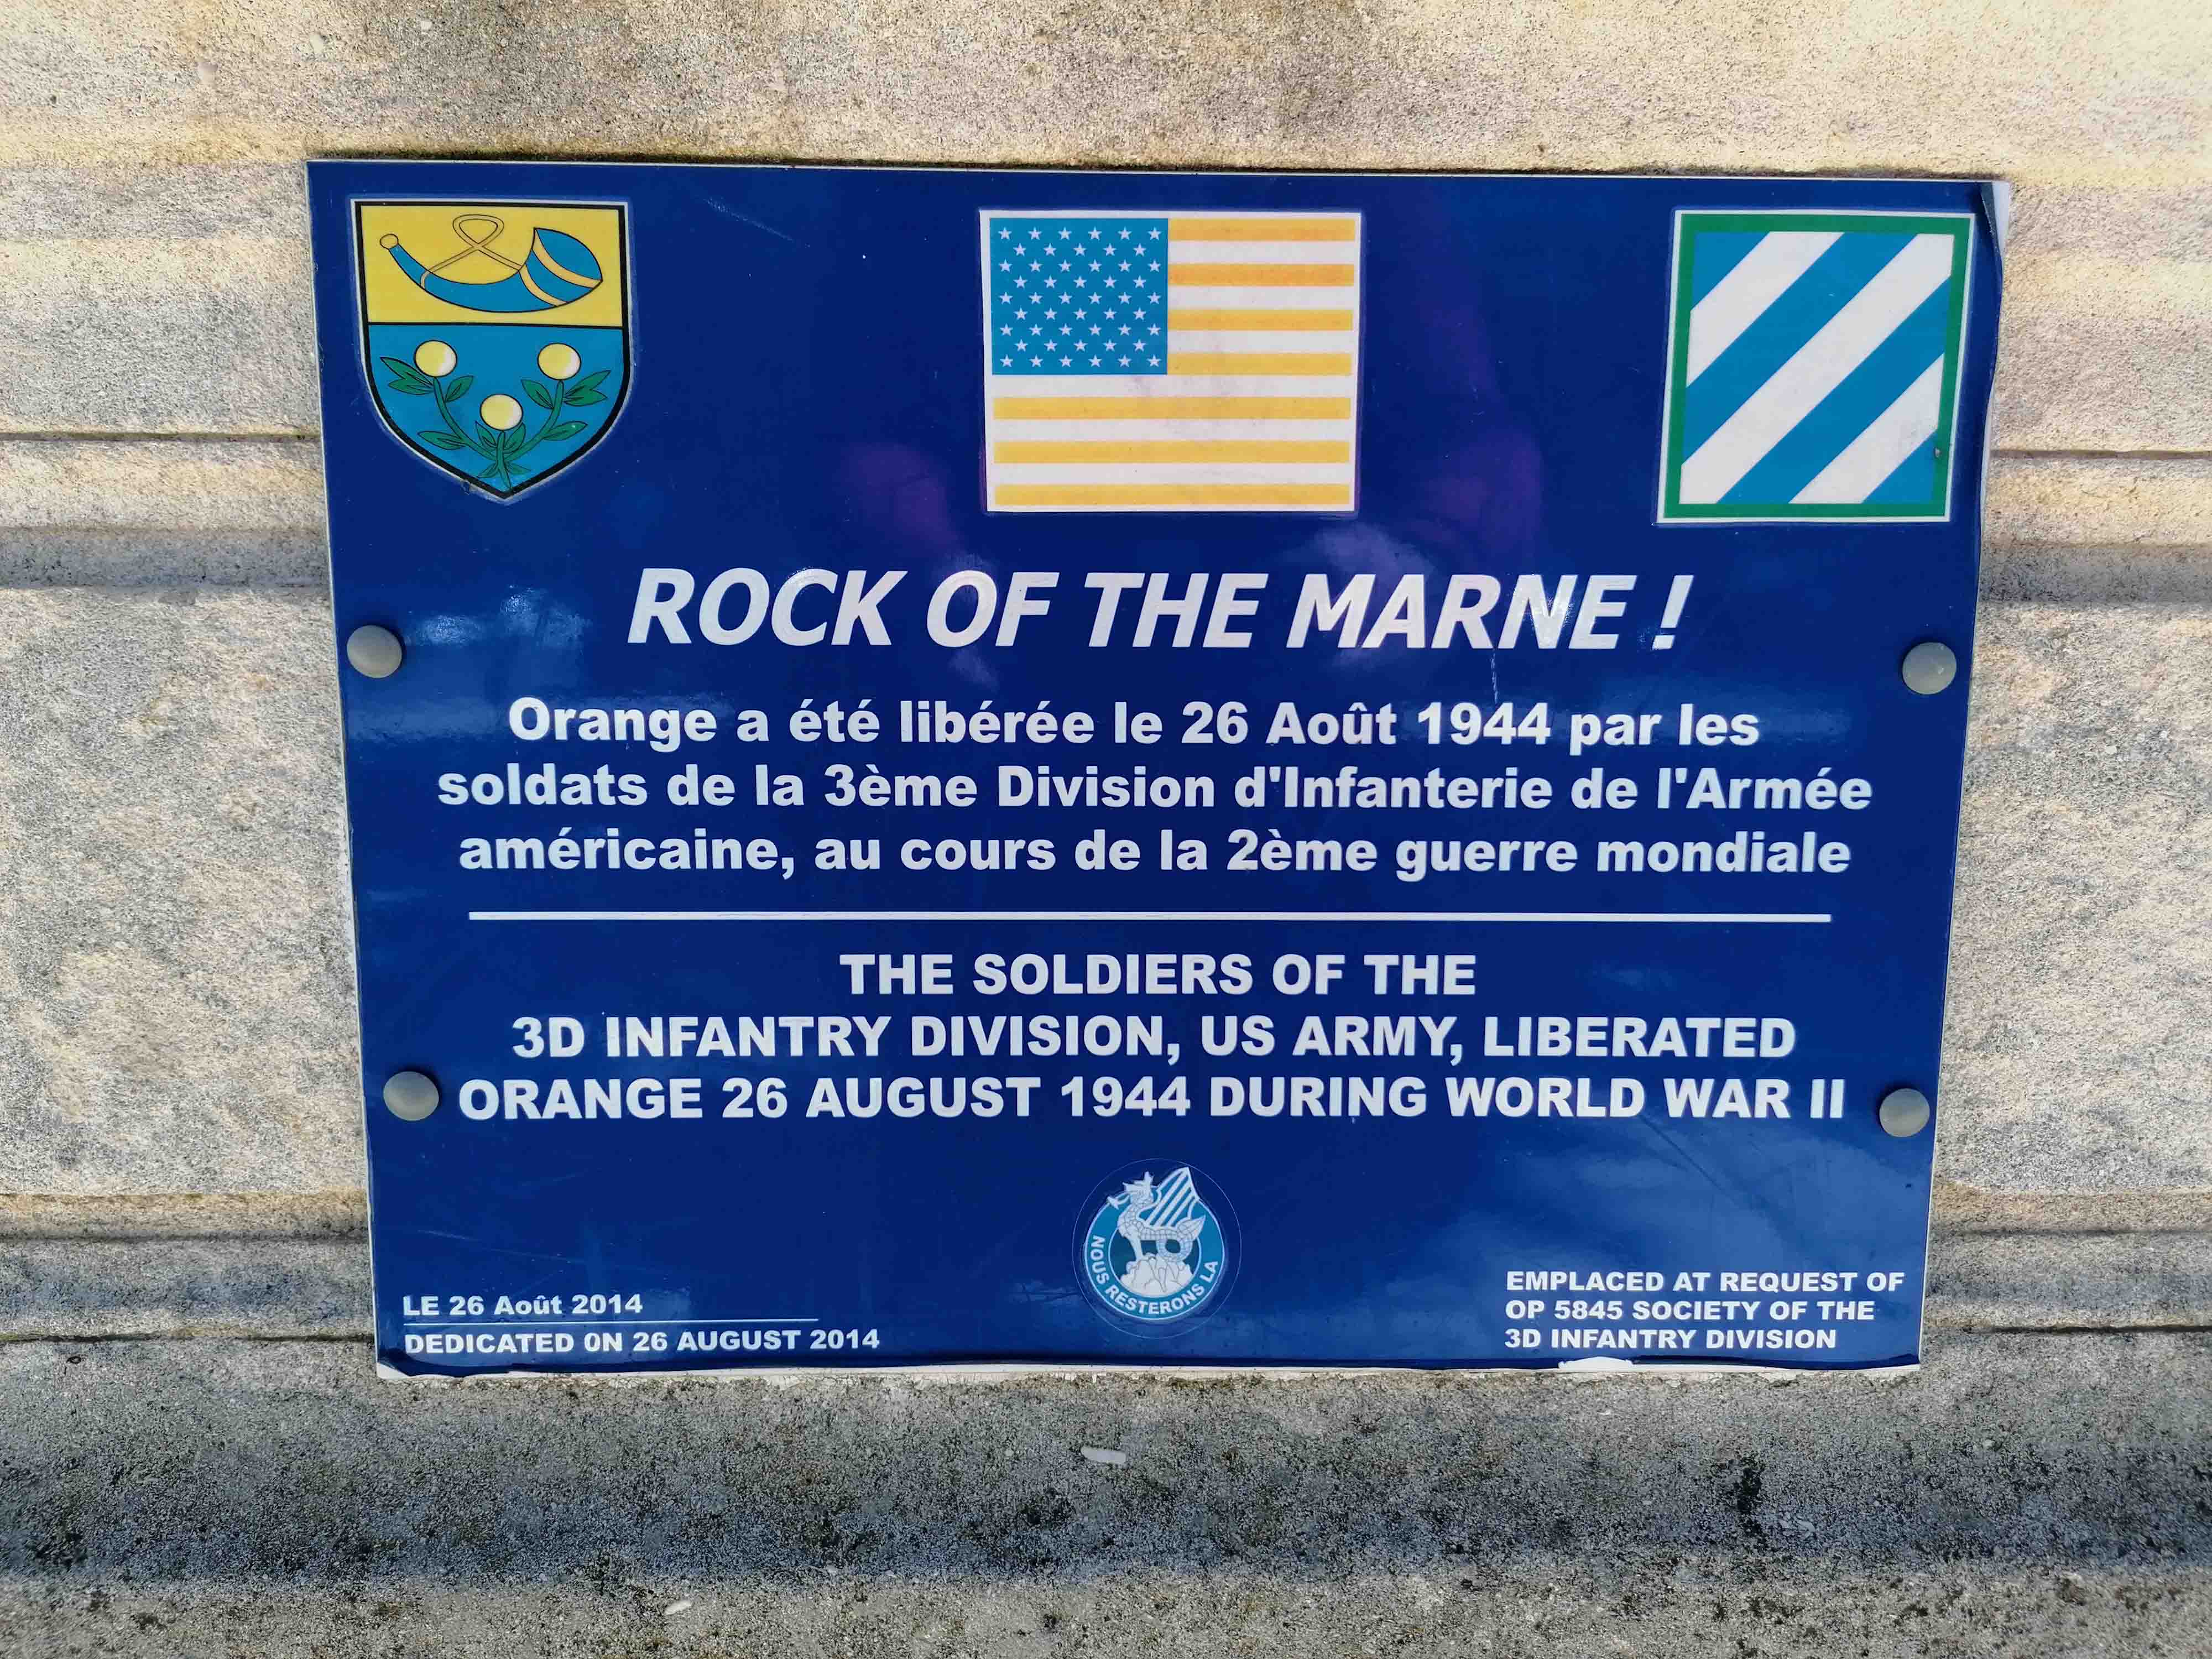 ROCK OF THE MARNE !
Orange a été libérée le 26 Août 1944 par les
soldats de la 3ème Division d'Infanterie de l'Armée
américaine, au cours de la 2ème guerre mondiale
THE SOLDIERS OF THE
3D INFANTRY DIVISION, US ARMY, LIBERATED
ORANGE 26 AUGUST 1944 DURING WORLD WAR II
NOUS RESTERONS LA
LE 26 Août 2014
DEDICATED 0N 26 AUGUST 2014
EMPLACED AT REQUEST OF
OP 5845 SOCIETY OF THE
3D INFANTRY DIVISION